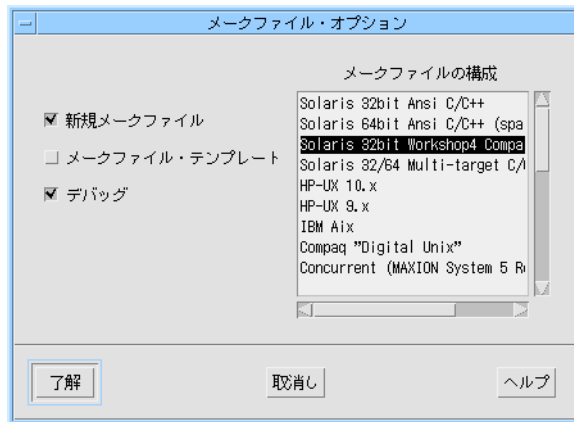 メークファイル・オプション
メークファイルの構成
新規メークファイル
メークファイル・テンプレート
デバッグ
Solaris 32bit Ansi C/C++
Solaris 64bit Ansi C/C++ (spa
Solaris 32bit Workshop4 Compa
Solaris 32/64 Multi-target C/
HP-UX 10.x
HP-UX 9.x
IBM Aix
Compaq "Digital Unix"
Concurrent (MAXION System 5 R
了解
取消し
ヘルプ